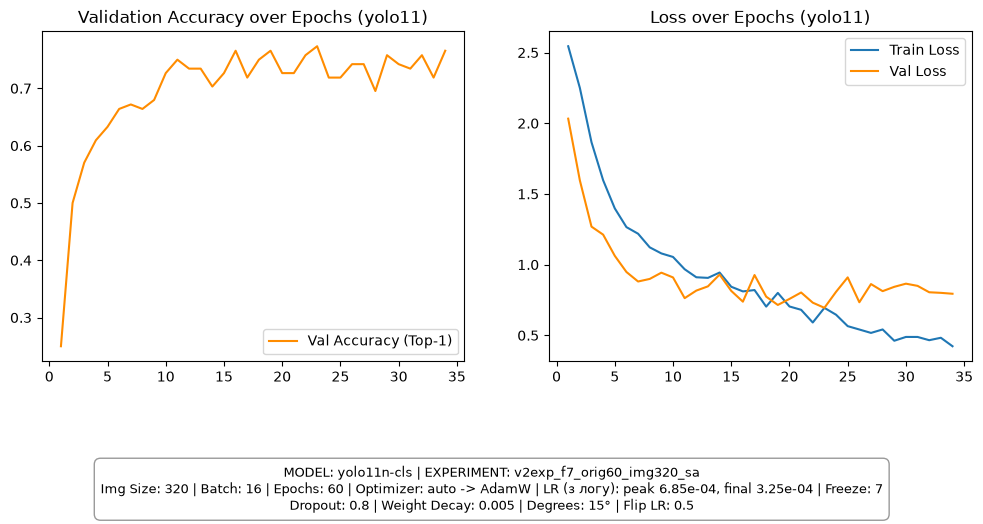 Validation Accuracy over Epochs (yolo11)
0.7
0.6
0.5
0.4
0.3
Val Accuracy (Top-1)
0 5 10 15 20 25 30 35
Loss over Epochs (yolo11)
Train Loss
Val Loss
2.5
2.0
1.5
1.0
0.5
0 5 10 15 20 25 30 35
MODEL: yolo11n-cls | EXPERIMENT: v2exp_f7_orig60_img320_sa
Img Size: 320 | Batch: 16 | Epochs: 60 | Optimizer: auto -> AdamW | LR (з логу): peak 6.85e-04, final 3.25e-04 | Freeze: 7
Dropout: 0.8 | Weight Decay: 0.005 | Degrees: 15° | Flip LR: 0.5